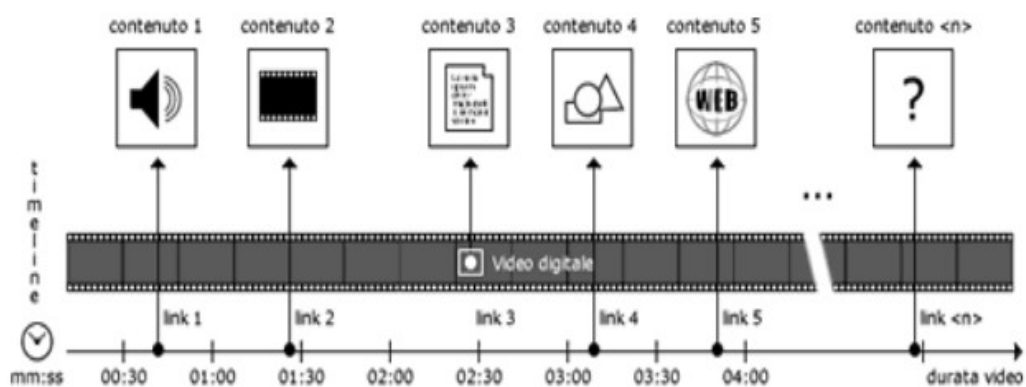 contenuto 1 contenuto 2 contenuto 3 contenuto 4 contenuto 5 contenuto <n>
WEB
?
timeline
...
Video digitale
link 1 link 2 link 3 link 4 link 5 link <n>
mm:ss 00:30 01:00 01:30 02:00 02:30 03:00 03:30 04:00 durata video